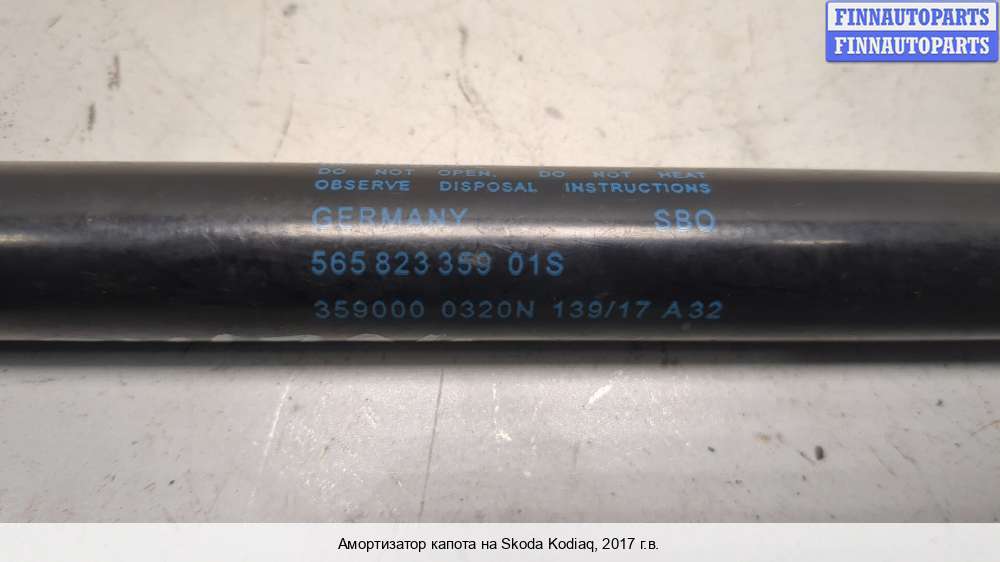 FINNAUTOPARTS
FINNAUTOPARTS
DO NOT OPEN. DO NOT HEAT
OBSERVE DISPOSAL INSTRUCTIONS
GERMANY SBO
565 823 359 01S
359000 0320N 139/17 A32
Амортизатор капота на Skoda Kodiaq, 2017 г.в.